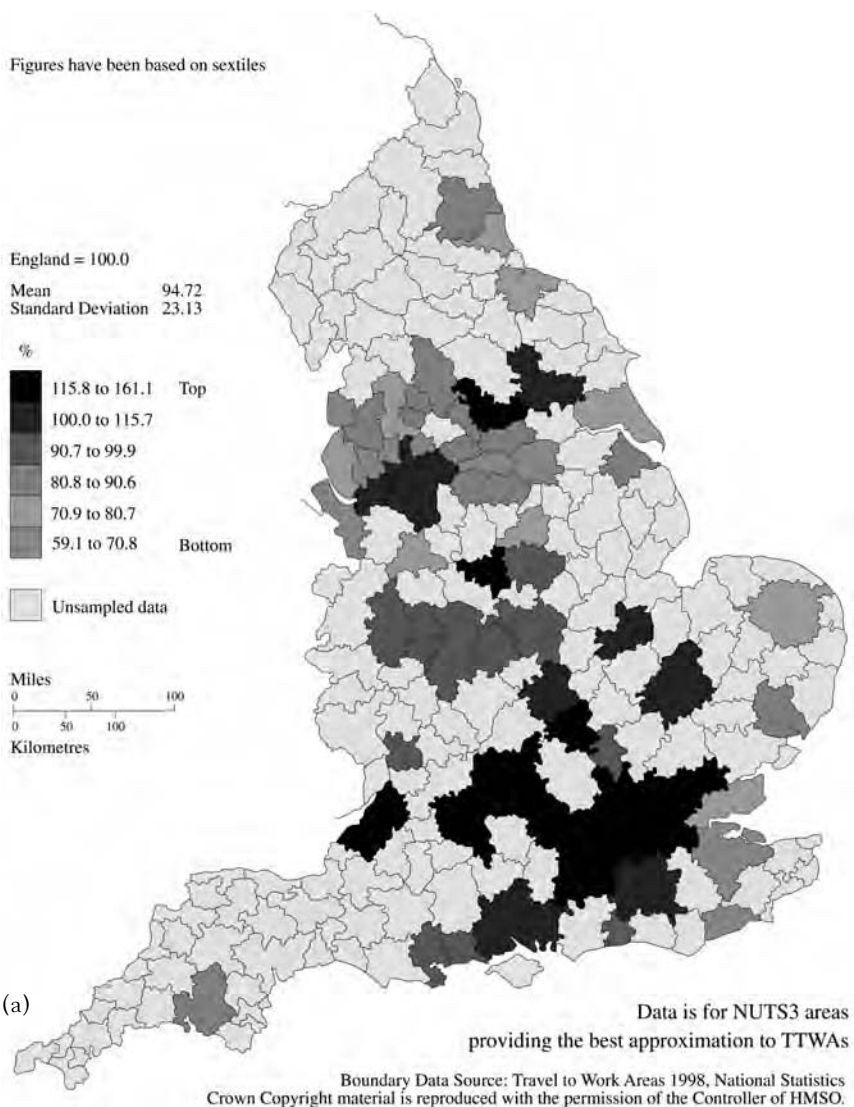 Figures have been based on sextiles
England = 100.0
Mean 94.72
Standard Deviation 23.13
%
115.8 to 161.1 Top
100.0 to 115.7
90.7 to 99.9
80.8 to 90.6
70.9 to 80.7
59.1 to 70.8 Bottom
Unsampled data
Miles
0 50 100
0 50 100
Kilometres
(a)
Data is for NUTS3 areas
providing the best approximation to TTWAs
Boundary Data Source: Travel to Work Areas 1998, National Statistics
Crown Copyright material is reproduced with the permission of the Controller of HMSO.